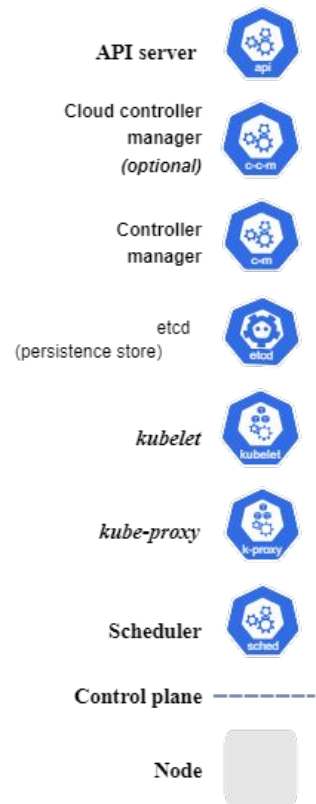 API server
api
Cloud controller
manager
(optional)
c-c-m
Controller
manager
c-m
etcd
(persistence store)
etcd
kubelet
kubelet
kube-proxy
k-proxy
Scheduler
sched
Control plane
Node